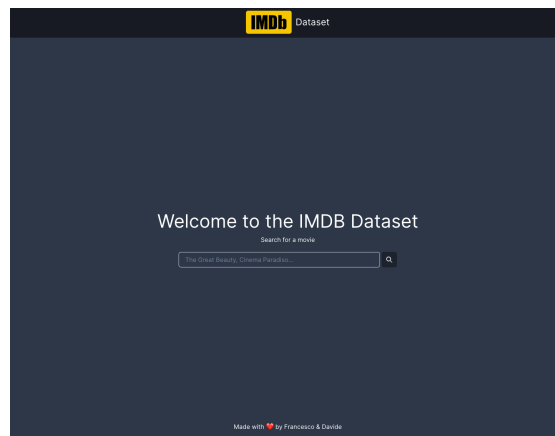 IMDb Dataset
Welcome to the IMDB Dataset
Search for a movie
The Great Beauty, Cinema Paradiso...
Made with ❤️ by Francesco & Davide